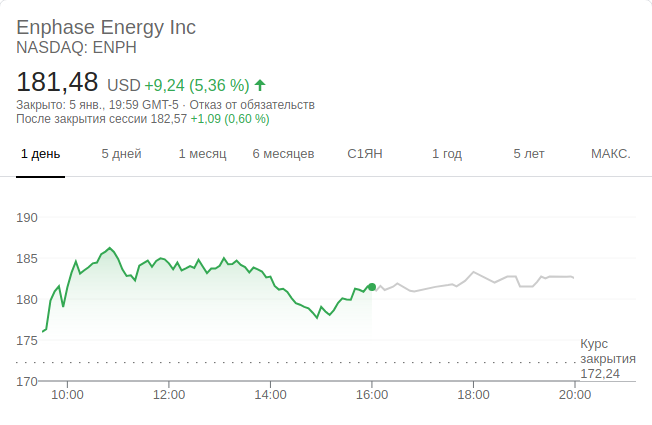 Enphase Energy Inc
NASDAQ: ENPH
181,48 USD +9,24 (5,36 %)
Закрыто: 5 янв., 19:59 GMT-5 · Отказ от обязательств
После закрытия сессии 182,57 +1,09 (0,60 %)
1 день 5 дней 1 месяц 6 месяцев С1ЯН 1 год 5 лет МАКС.
190
185
180
175
Курс
закрытия
172,24
170
10:00 12:00 14:00 16:00 18:00 20:00